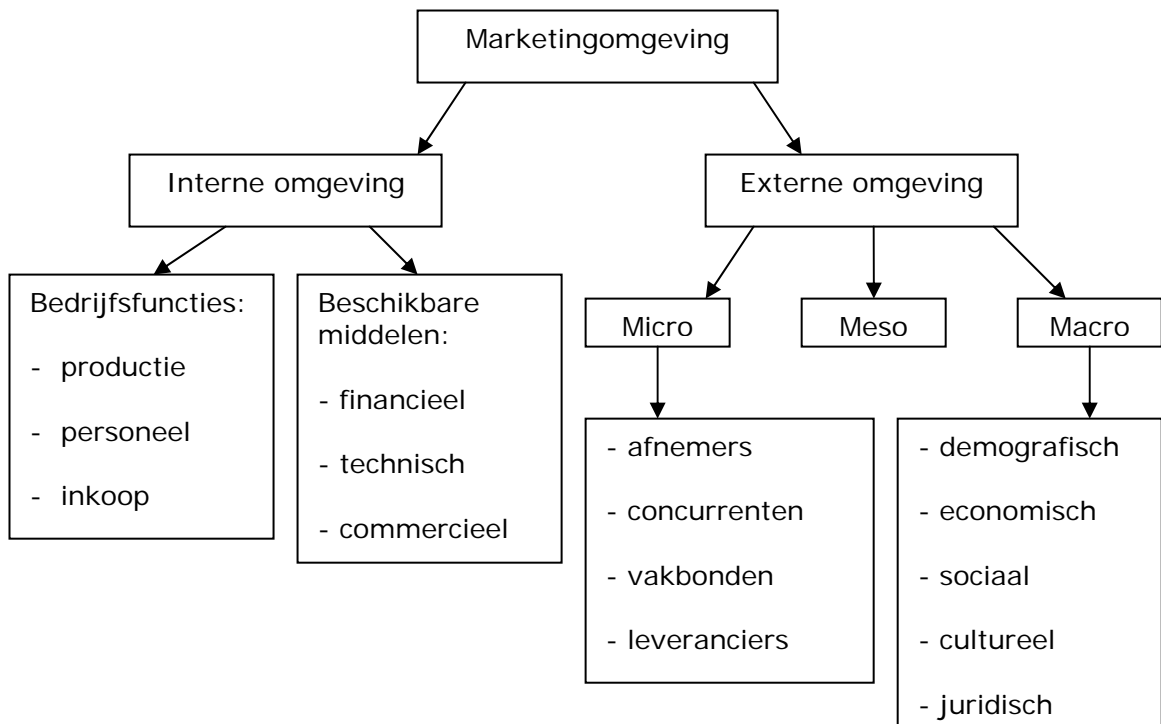 Marketingomgeving
Interne omgeving
Externe omgeving
Bedrijfsfuncties:
- productie
- personeel
- inkoop
Beschikbare
middelen:
- financieel
- technisch
- commercieel
Micro
Meso
Macro
- afnemers
- concurrenten
- vakbonden
- leveranciers
- demografisch
- economisch
- sociaal
- cultureel
- juridisch